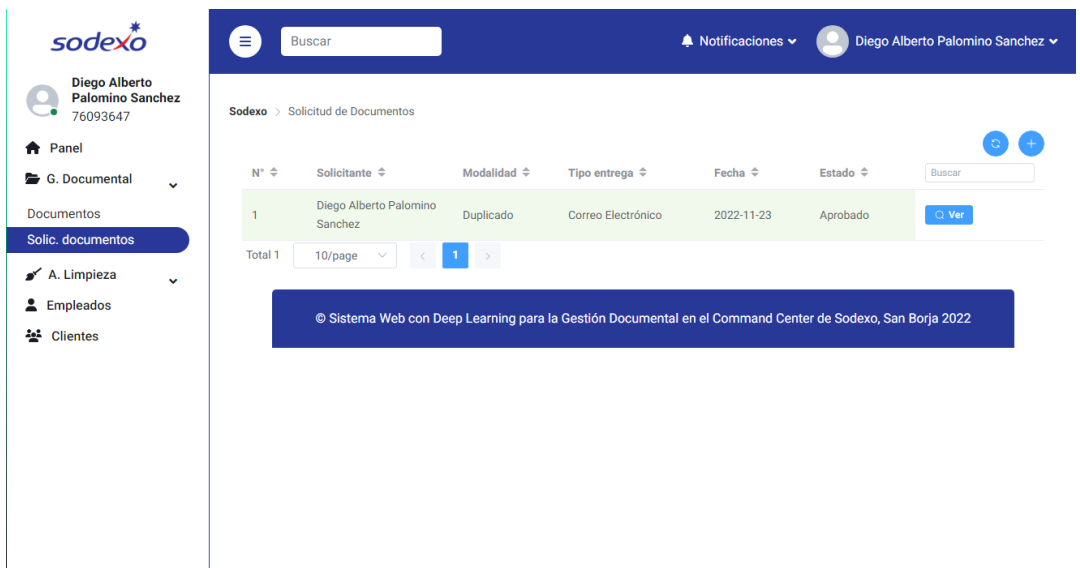 sodexo
Diego Alberto
Palomino Sanchez
76093647
Panel
G. Documental
Documentos
Solic. documentos
A. Limpieza
Empleados
Clientes
Buscar
Notificaciones
Diego Alberto Palomino Sanchez
Sodexo > Solicitud de Documentos
N° Solicitante Modalidad Tipo entrega Fecha Estado Buscar
1 Diego Alberto Palomino Sanchez Duplicado Correo Electrónico 2022-11-23 Aprobado Ver
Total 1 10/page < 1 >
© Sistema Web con Deep Learning para la Gestión Documental en el Command Center de Sodexo, San Borja 2022